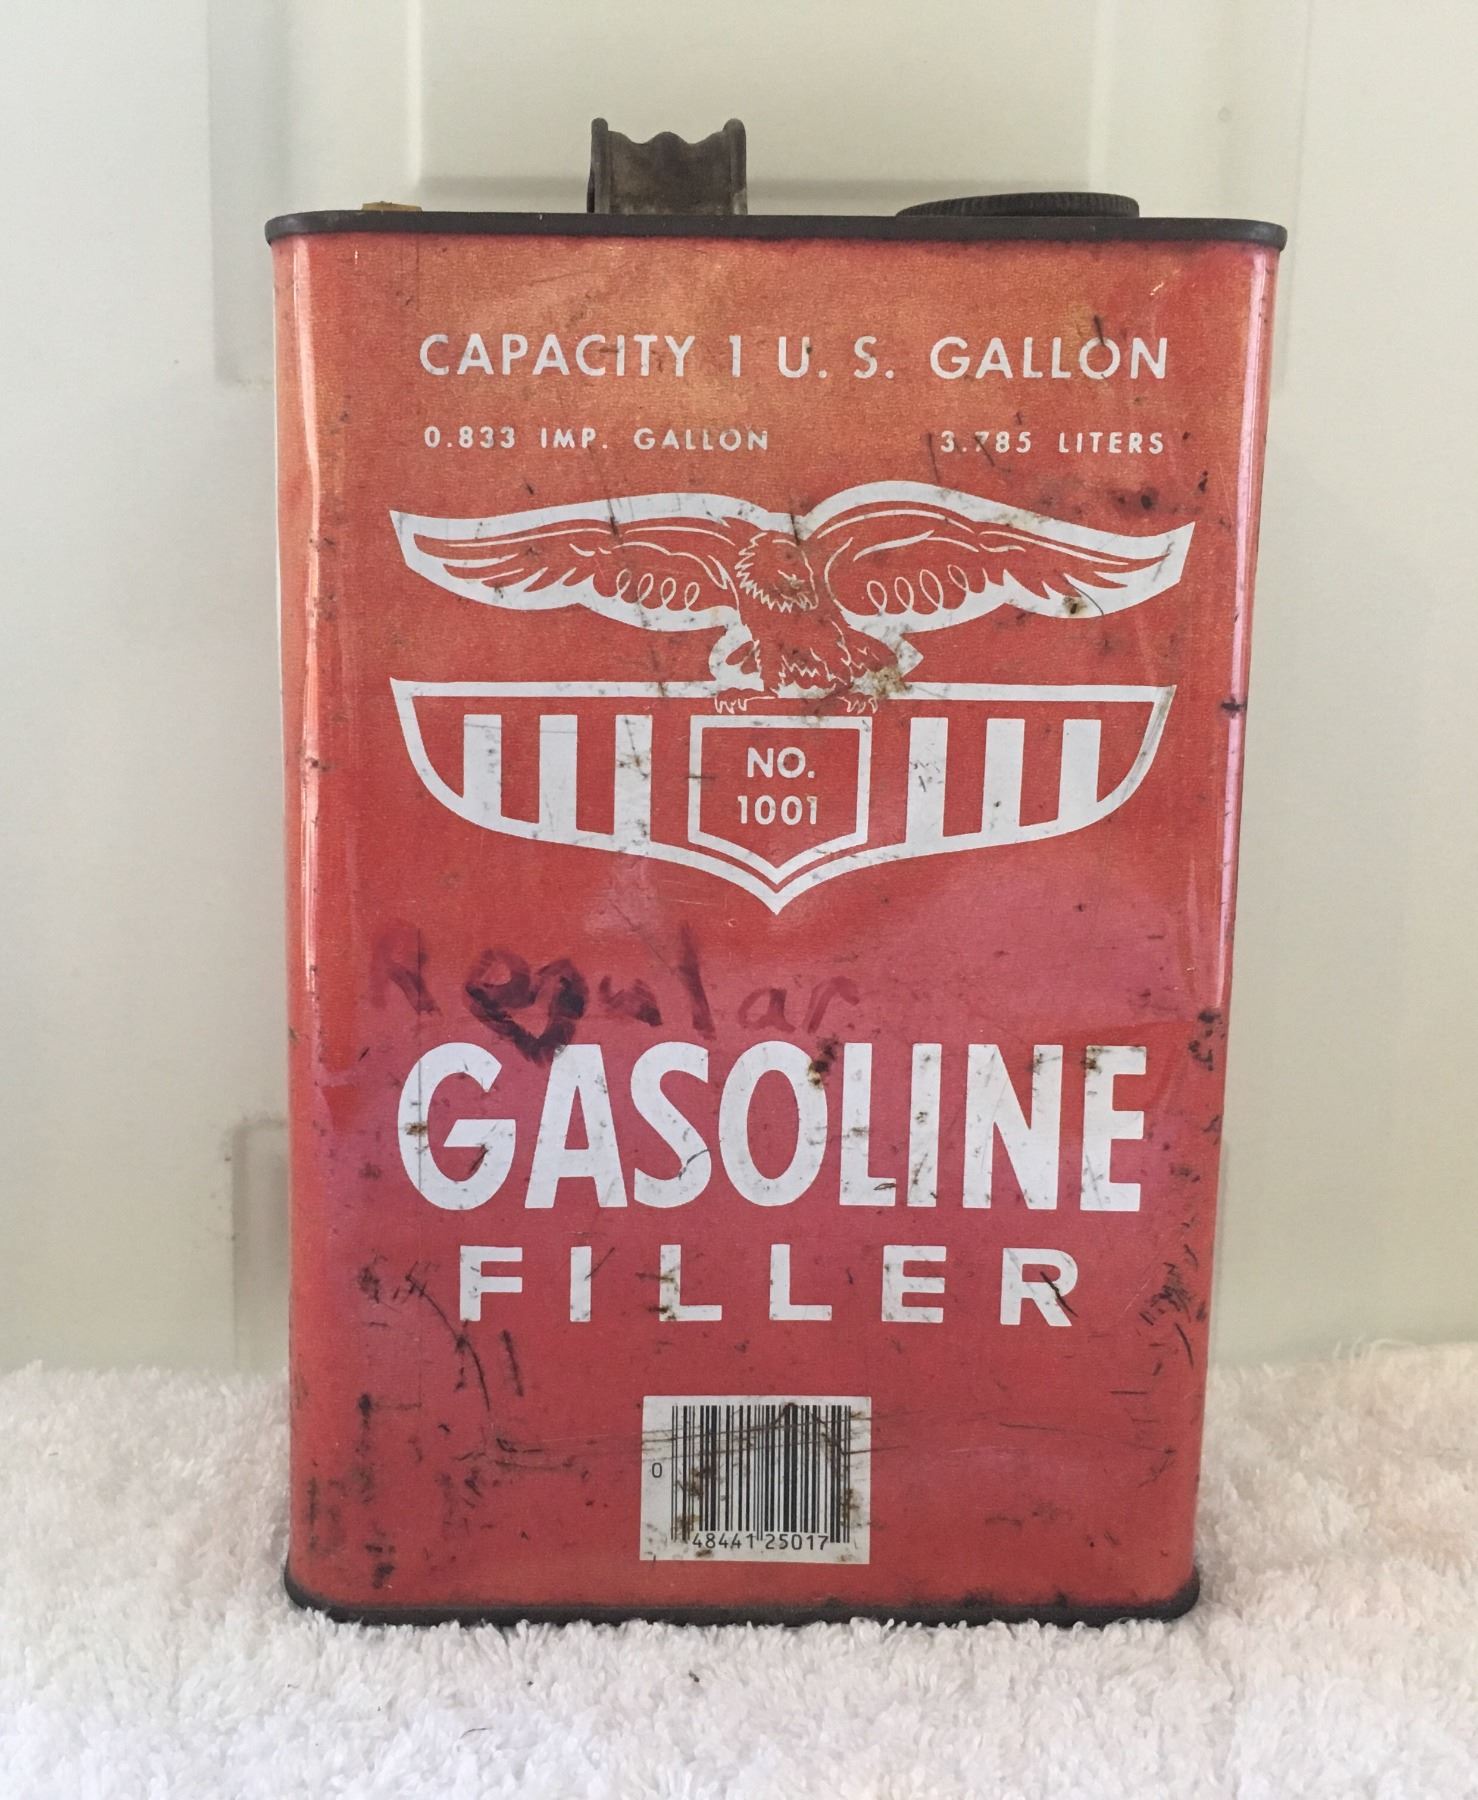 CAPACITY 1 U. S. GALLON
0.833 IMP. GALLON 3.785 LITERS
NO.
1001
Regular
GASOLINE
FILLER
0 48441 25017